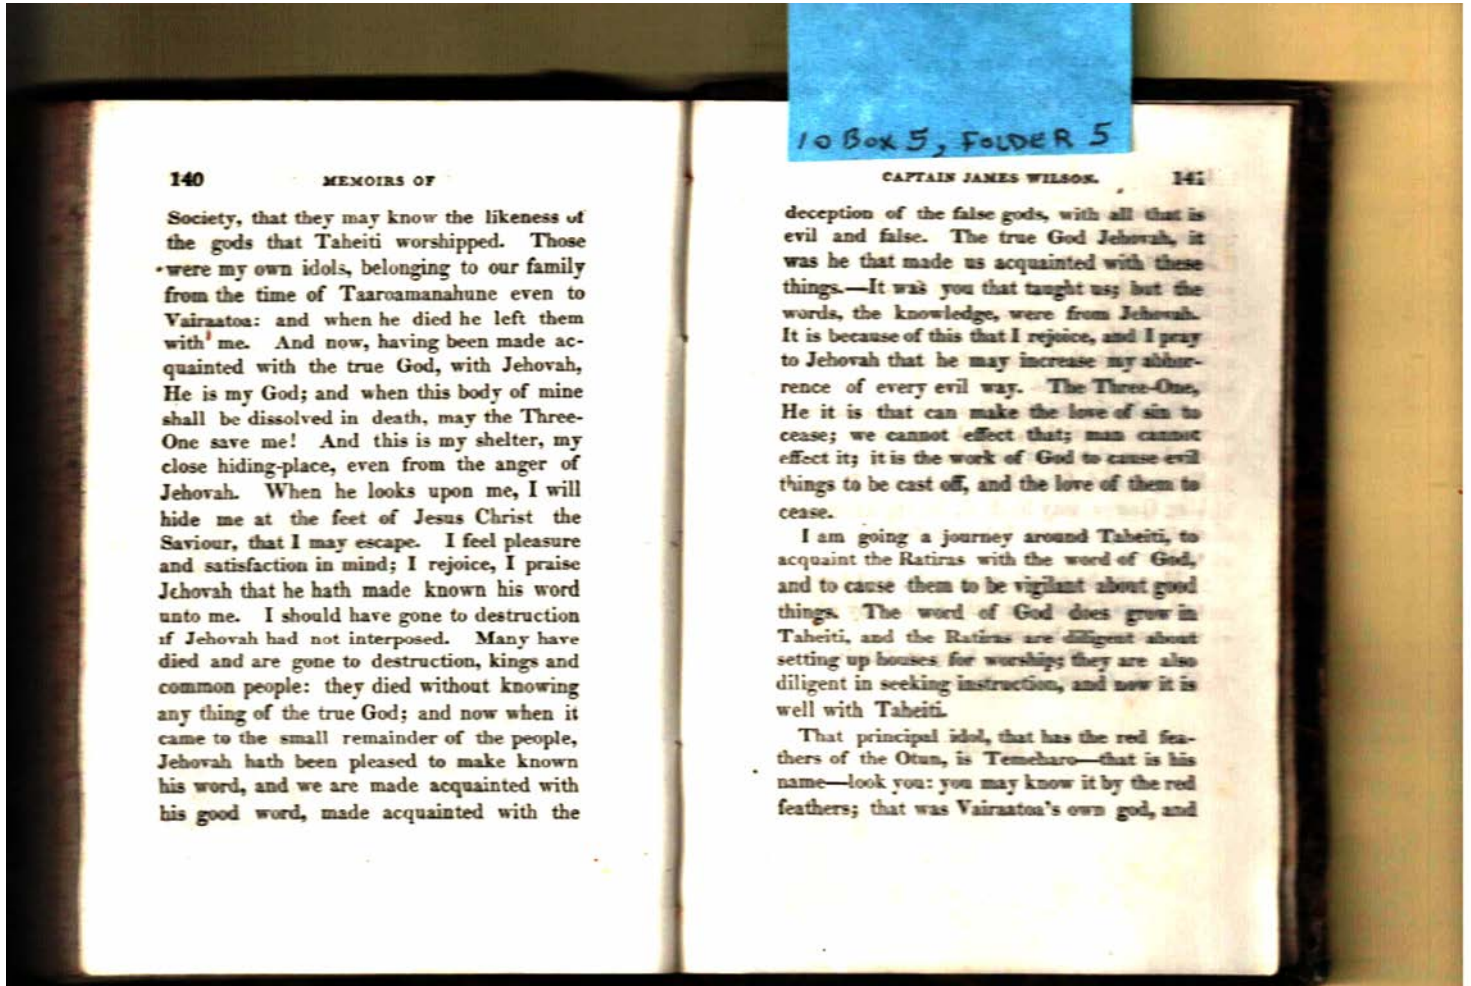 10 BOX 5, FOLDER 5
140 MEMOIRS OF
Society, that they may know the likeness of
the gods that Taheiti worshipped. Those
were my own idols, belonging to our family
from the time of Taaroamanahune even to
Vairaatoa: and when he died he left them
with me. And now, having been made ac-
quainted with the true God, with Jehovah,
He is my God; and when this body of mine
shall be dissolved in death, may the Three-
One save me! And this is my shelter, my
close hiding-place, even from the anger of
Jehovah. When he looks upon me, I will
hide me at the feet of Jesus Christ the
Saviour, that I may escape. I feel pleasure
and satisfaction in mind; I rejoice, I praise
Jehovah that he hath made known his word
unto me. I should have gone to destruction
if Jehovah had not interposed. Many have
died and are gone to destruction, kings and
common people: they died without knowing
any thing of the true God; and now when it
came to the small remainder of the people,
Jehovah hath been pleased to make known
his word, and we are made acquainted with
his good word, made acquainted with the
CAPTAIN JAMES WILSON. 141
deception of the false gods, with all that is
evil and false. The true God Jehovah, it
was he that made us acquainted with these
things.—It was you that taught us; but the
words, the knowledge, were from Jehovah.
It is because of this that I rejoice, and I pray
to Jehovah that he may increase my abhor-
rence of every evil way. The Three-One,
He it is that can make the love of sin to
cease; we cannot effect that; man cannot
effect it; it is the work of God to cause evil
things to be cast off, and the love of them to
cease.
I am going a journey around Taheiti, to
acquaint the Ratiras with the word of God,
and to cause them to be vigilant about good
things. The word of God does grow in
Taheiti, and the Ratiras are diligent about
setting up houses for worship; they are also
diligent in seeking instruction, and now it is
well with Taheiti.
That principal idol, that has the red fea-
thers of the Otun, is Temeharo—that is his
name—look you: you may know it by the red
feathers; that was Vairaatoa's own god, and